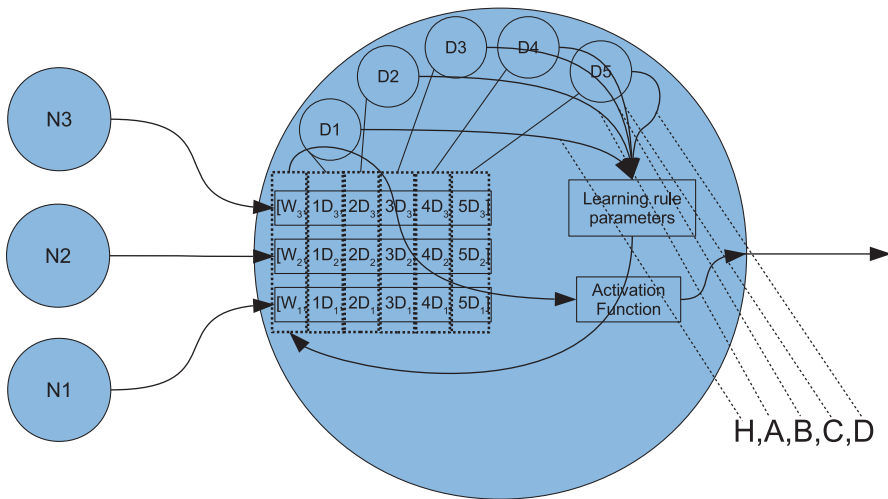 N3
N2
N1
D1
D2
D3
D4
D5
[W3 1D3 2D3 3D3 4D3 5D3]
[W2 1D2 2D2 3D2 4D2 5D2]
[W1 1D1 2D1 3D1 4D1 5D1]
Learning rule
parameters
Activation
Function
H,A,B,C,D